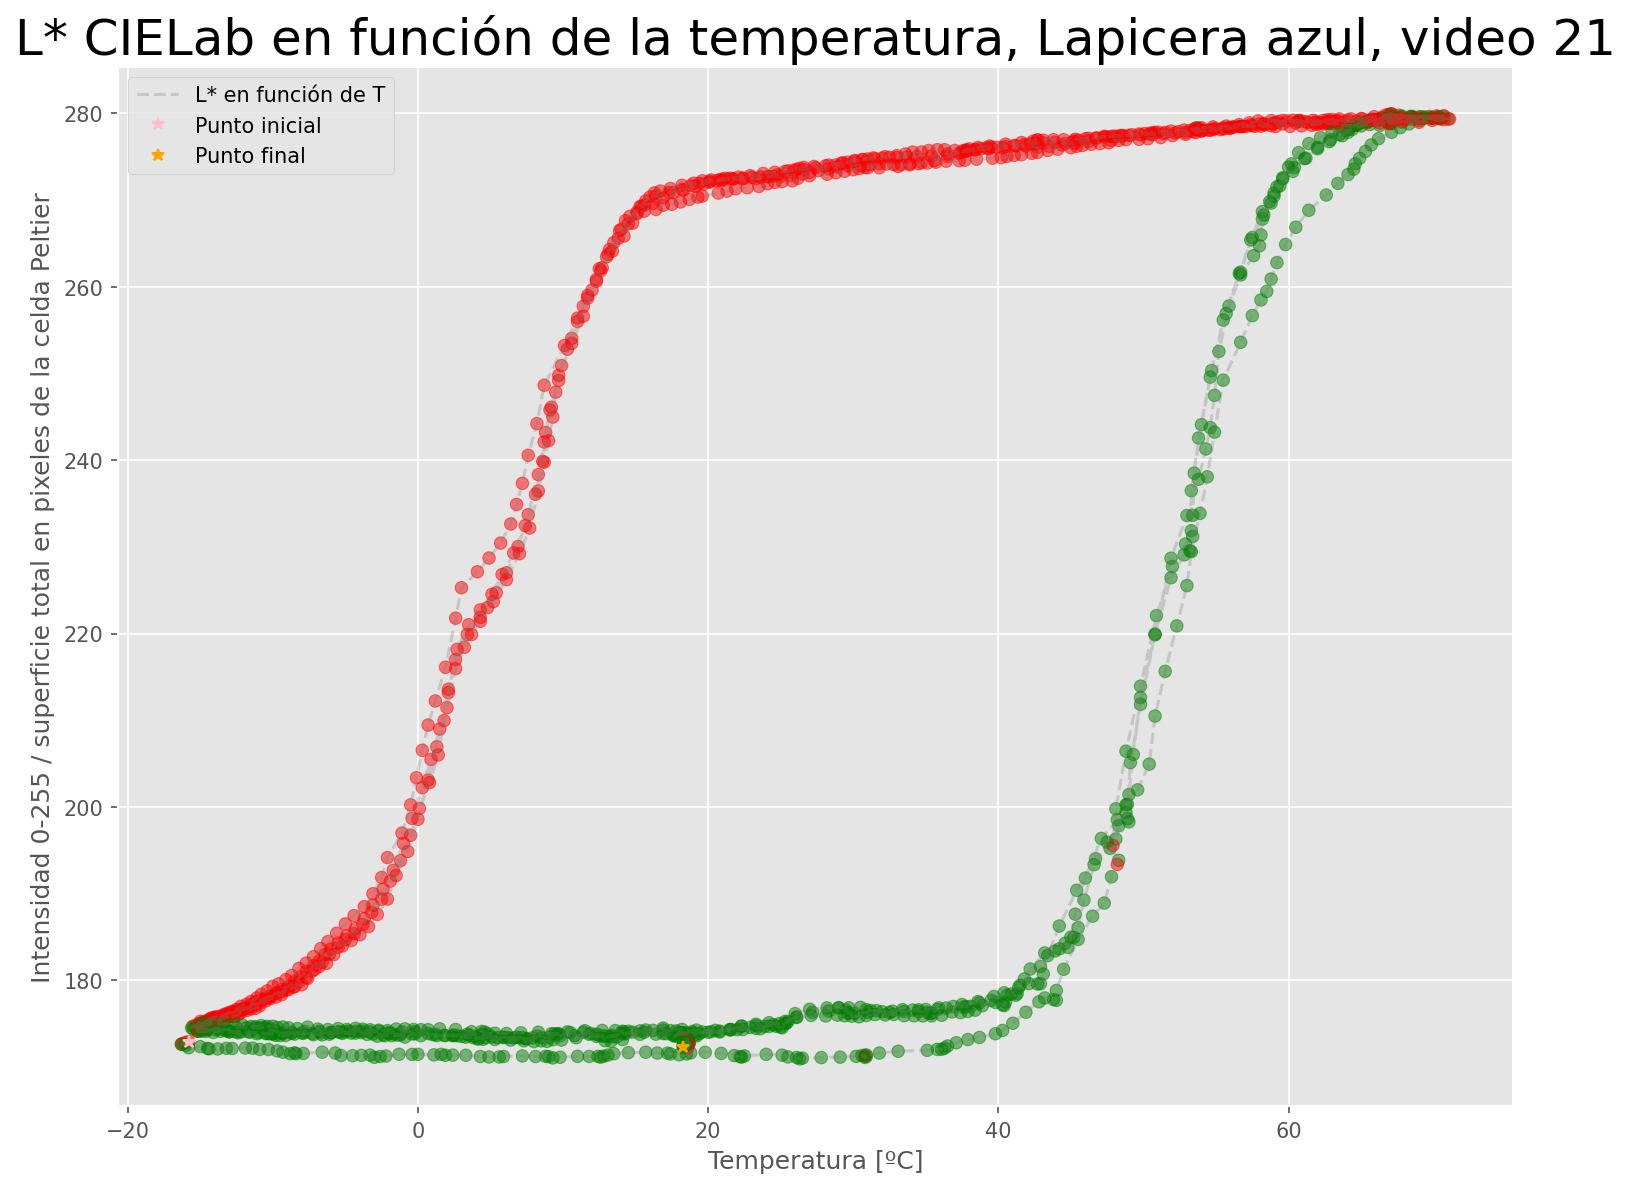 L* CIELab en función de la temperatura, Lapicera azul, video 21
L* en función de T
Punto inicial
Punto final
Intensidad 0-255 / superficie total en pixeles de la celda Peltier
280
260
240
220
200
180
−20
0
20
40
60
Temperatura [ºC]